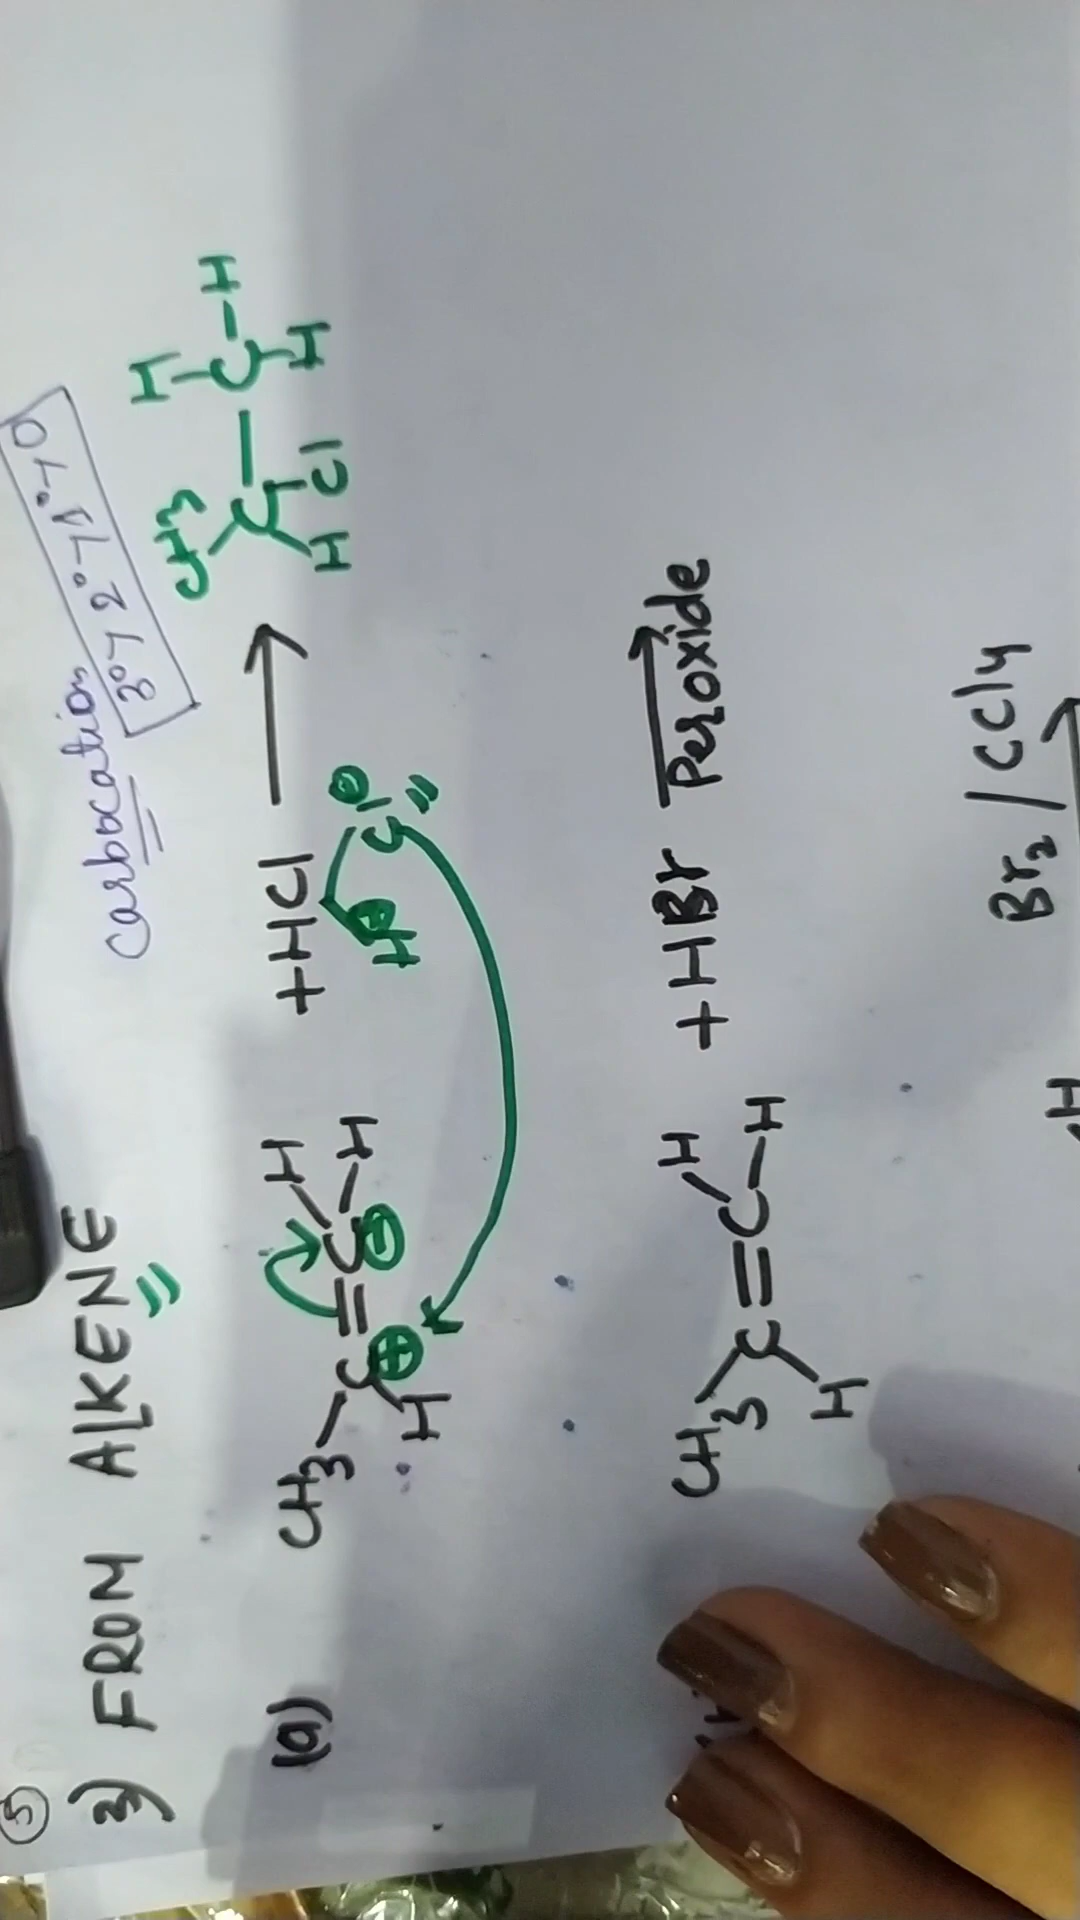 5
3) FROM ALKENE
carbocation
3° > 2° > 1° > 0
(a) CH3 C = C H H H + HCl → CH3 C C H H H H Cl
⊕ ⊖ H⊕ Cl⊖
CH3 C = C H H H + HBr Peroxide →
Br2 / CCl4
H